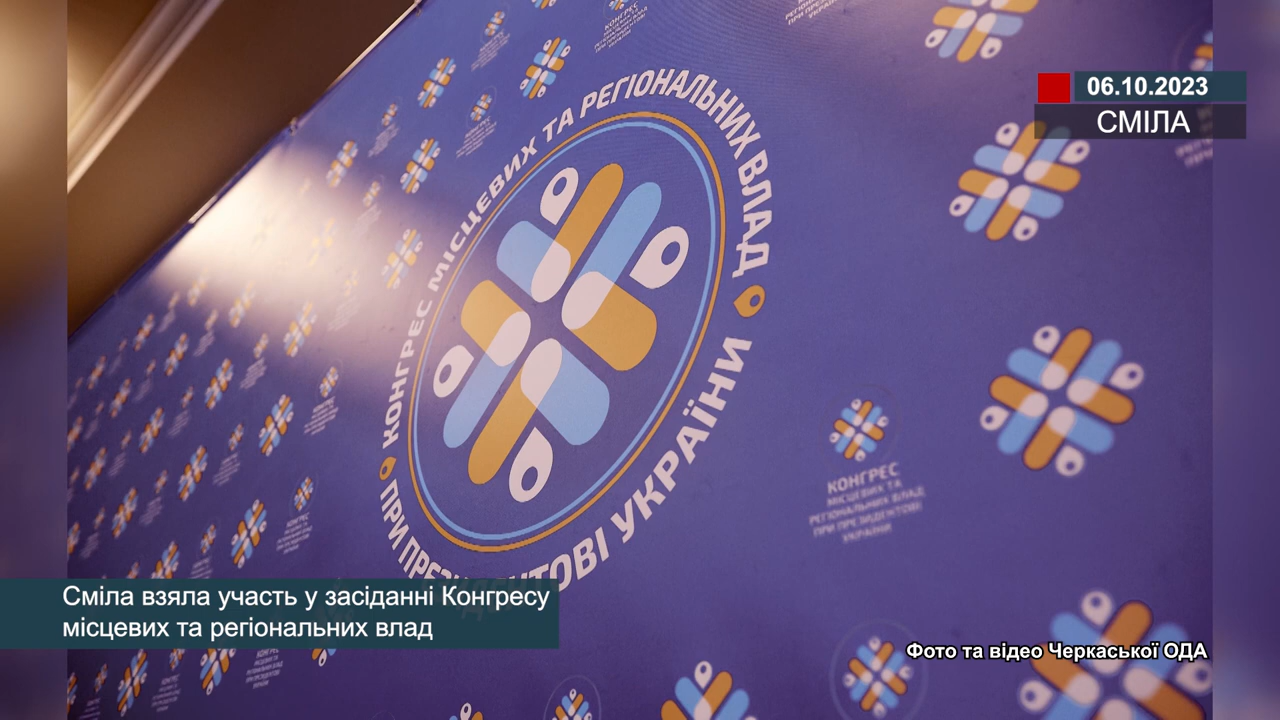 06.10.2023
СМІЛА
КОНГРЕС МІСЦЕВИХ ТА РЕГІОНАЛЬНИХ ВЛАД
ПРИ ПРЕЗИДЕНТОВІ УКРАЇНИ
КОНГРЕС
МІСЦЕВИХ ТА
РЕГІОНАЛЬНИХ ВЛАД
ПРИ ПРЕЗИДЕНТОВІ
УКРАЇНИ
Сміла взяла участь у засіданні Конгресу
місцевих та регіональних влад
Фото та відео Черкаської ОДА